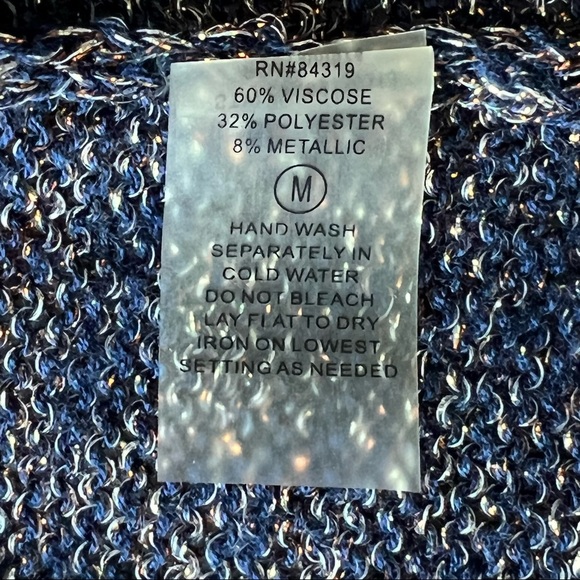 RN#84319
60% VISCOSE
32% POLYESTER
8% METALLIC
M
HAND WASH
SEPARATELY IN
COLD WATER
DO NOT BLEACH
LAY FLAT TO DRY
IRON ON LOWEST
SETTING AS NEEDED